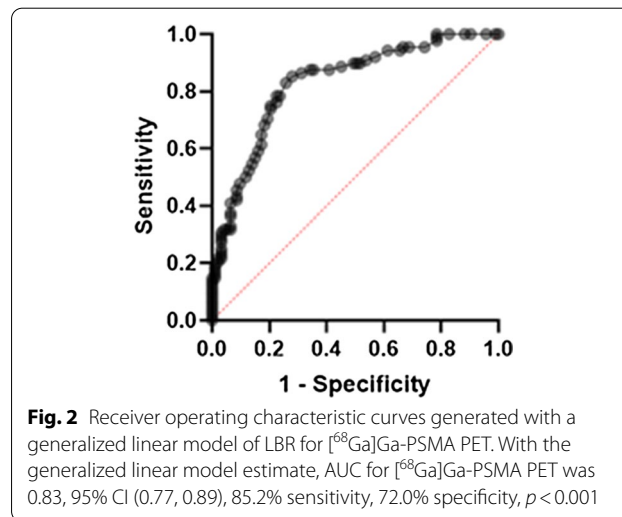 1.0
0.8
0.6
0.4
0.2
0.0
Sensitivity
0.0 0.2 0.4 0.6 0.8 1.0
1 - Specificity
Fig. 2 Receiver operating characteristic curves generated with a
generalized linear model of LBR for [⁶⁸Ga]Ga-PSMA PET. With the
generalized linear model estimate, AUC for [⁶⁸Ga]Ga-PSMA PET was
0.83, 95% CI (0.77, 0.89), 85.2% sensitivity, 72.0% specificity, p < 0.001